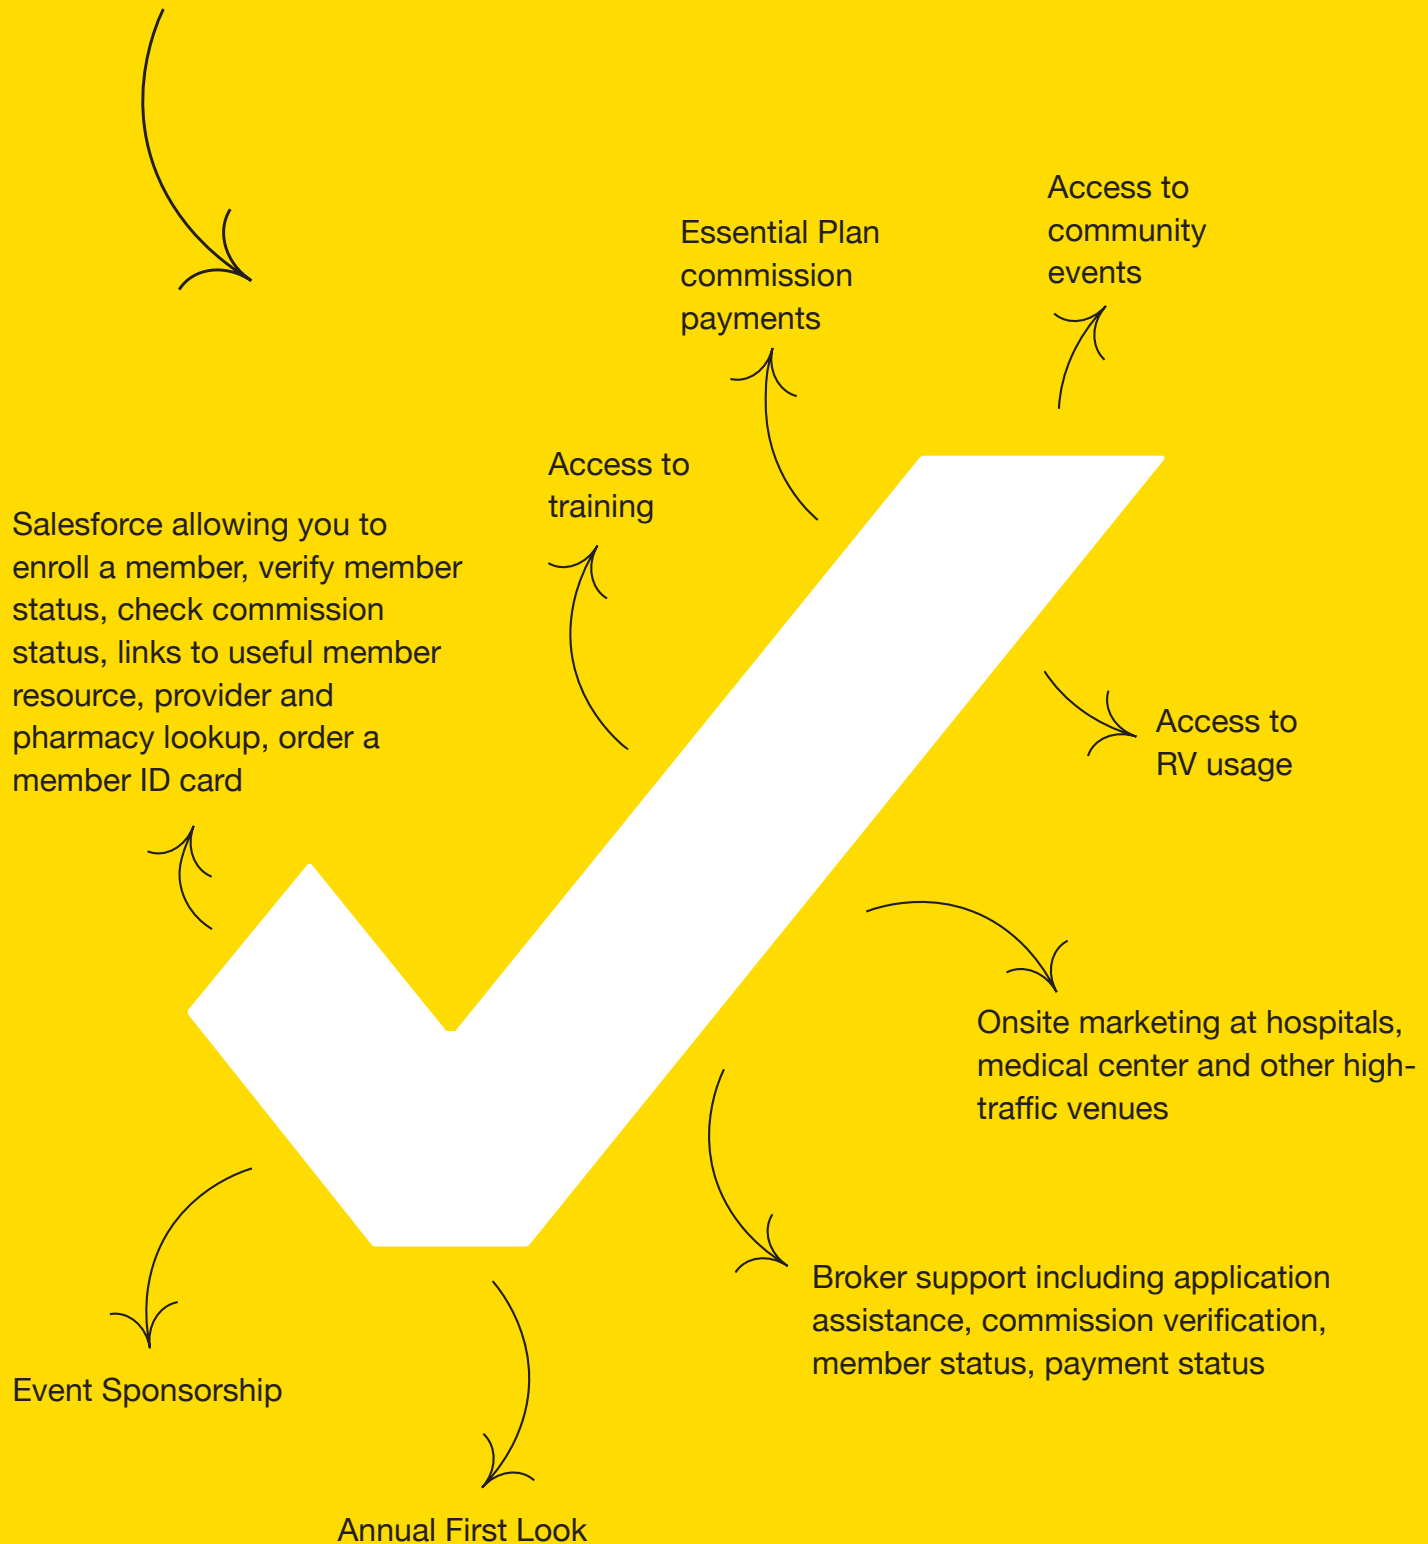 Access to
community
events
Essential Plan
commission
payments
Access to
training
Salesforce allowing you to
enroll a member, verify member
status, check commission
status, links to useful member
resource, provider and
pharmacy lookup, order a
member ID card
Access to
RV usage
Onsite marketing at hospitals,
medical center and other high-
traffic venues
Broker support including application
assistance, commission verification,
member status, payment status
Event Sponsorship
Annual First Look